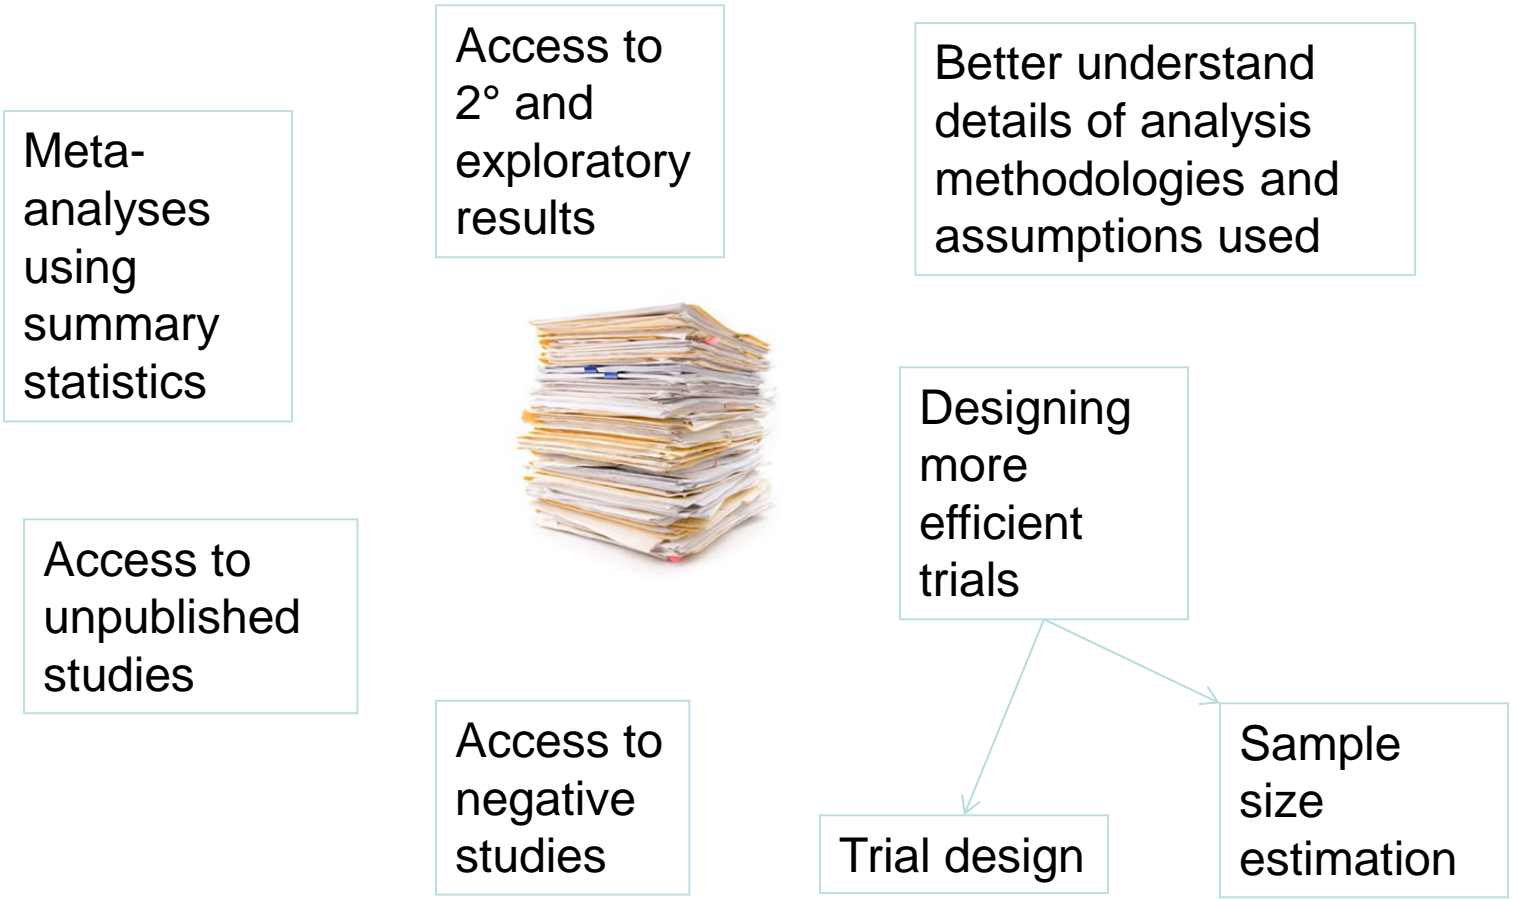 Meta-
analyses
using
summary
statistics
Access to
2° and
exploratory
results
Better understand
details of analysis
methodologies and
assumptions used
Designing
more
efficient
trials
Access to
unpublished
studies
Access to
negative
studies
Trial design
Sample
size
estimation